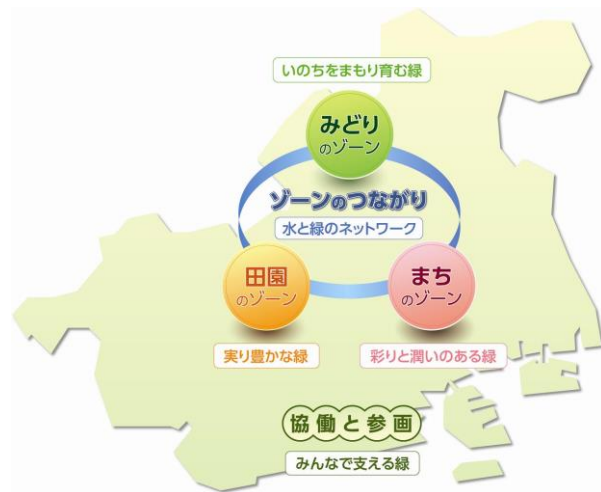 いのちをまもり育む緑
みどり
のゾーン
ゾーンのつながり
水と緑のネットワーク
田園
のゾーン
まち
のゾーン
実り豊かな緑
彩りと潤いのある緑
協働と参画
みんなで支える緑